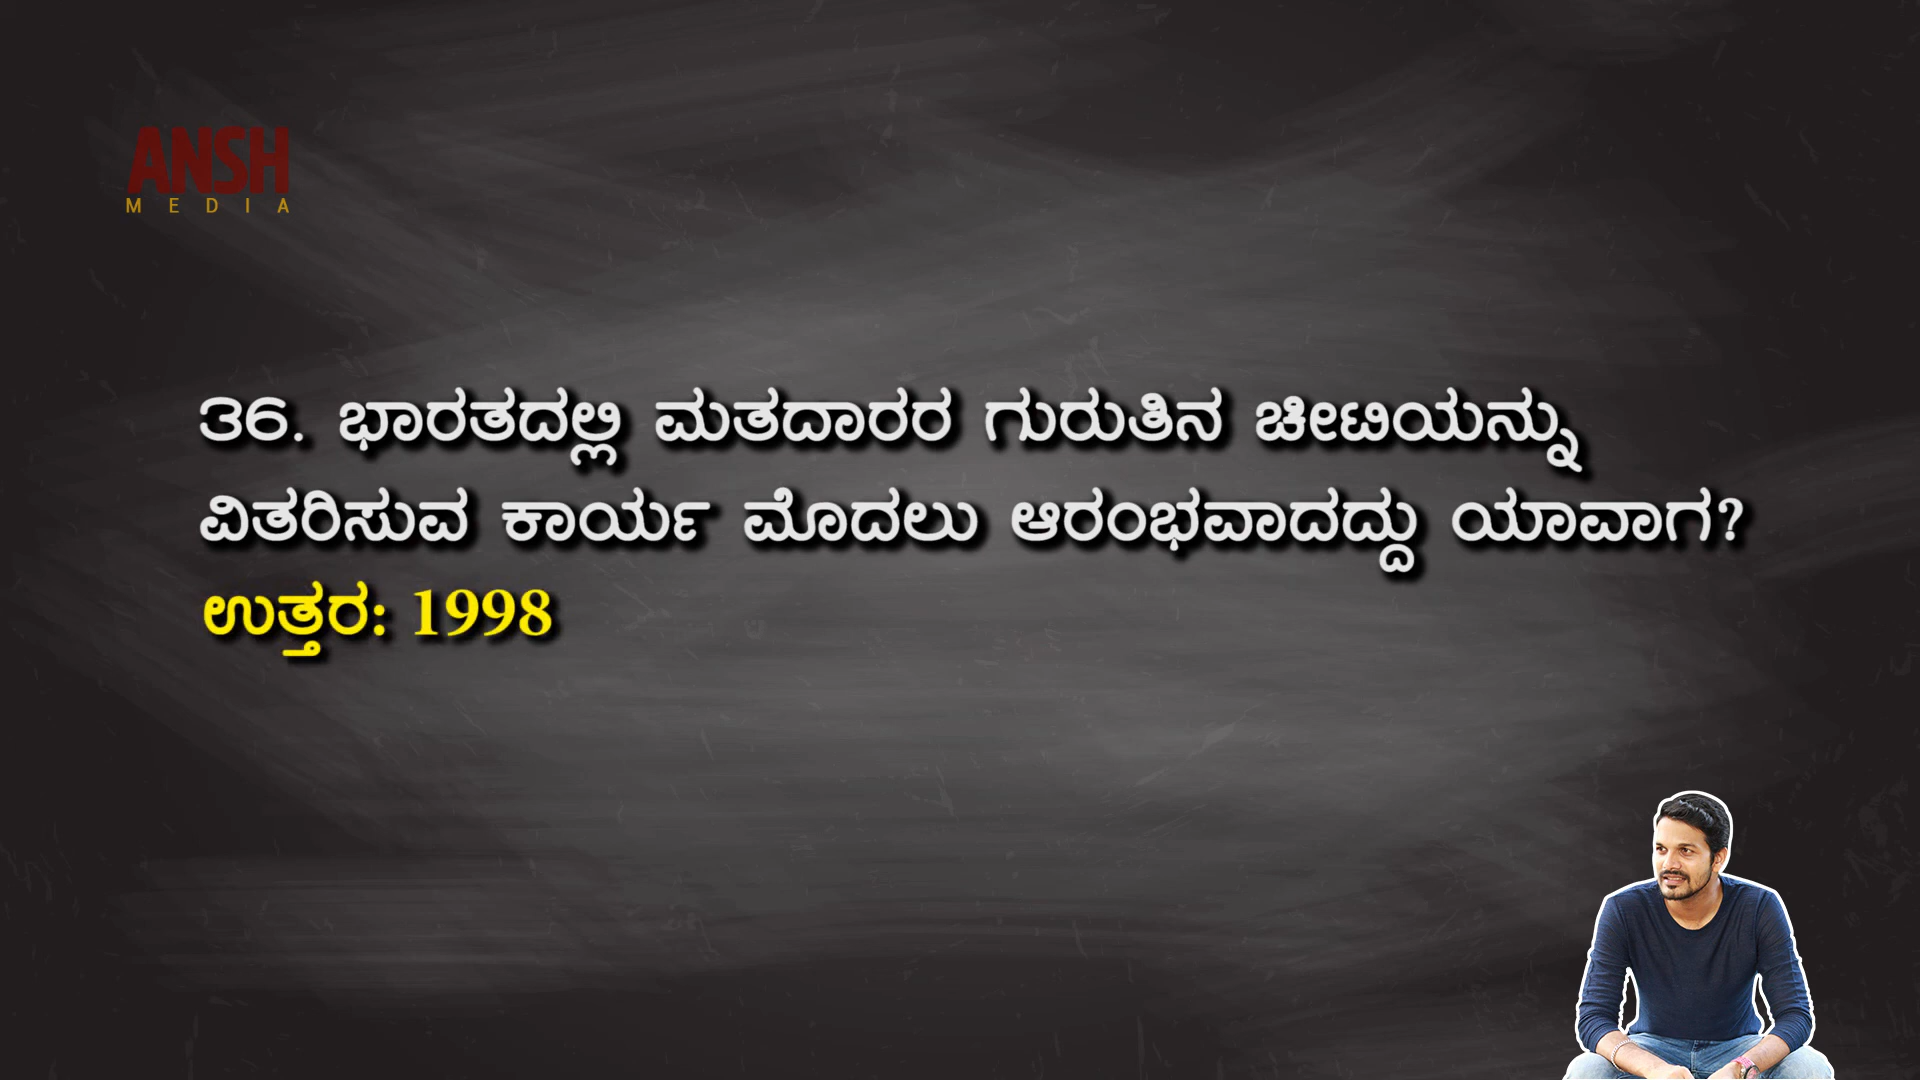 ANSH
MEDIA
36. ಭಾರತದಲ್ಲಿ ಮತದಾರರ ಗುರುತಿನ ಚೀಟಿಯನ್ನು
ವಿತರಿಸುವ ಕಾರ್ಯ ಮೊದಲು ಆರಂಭವಾದದ್ದು ಯಾವಾಗ?
ಉತ್ತರ: 1998